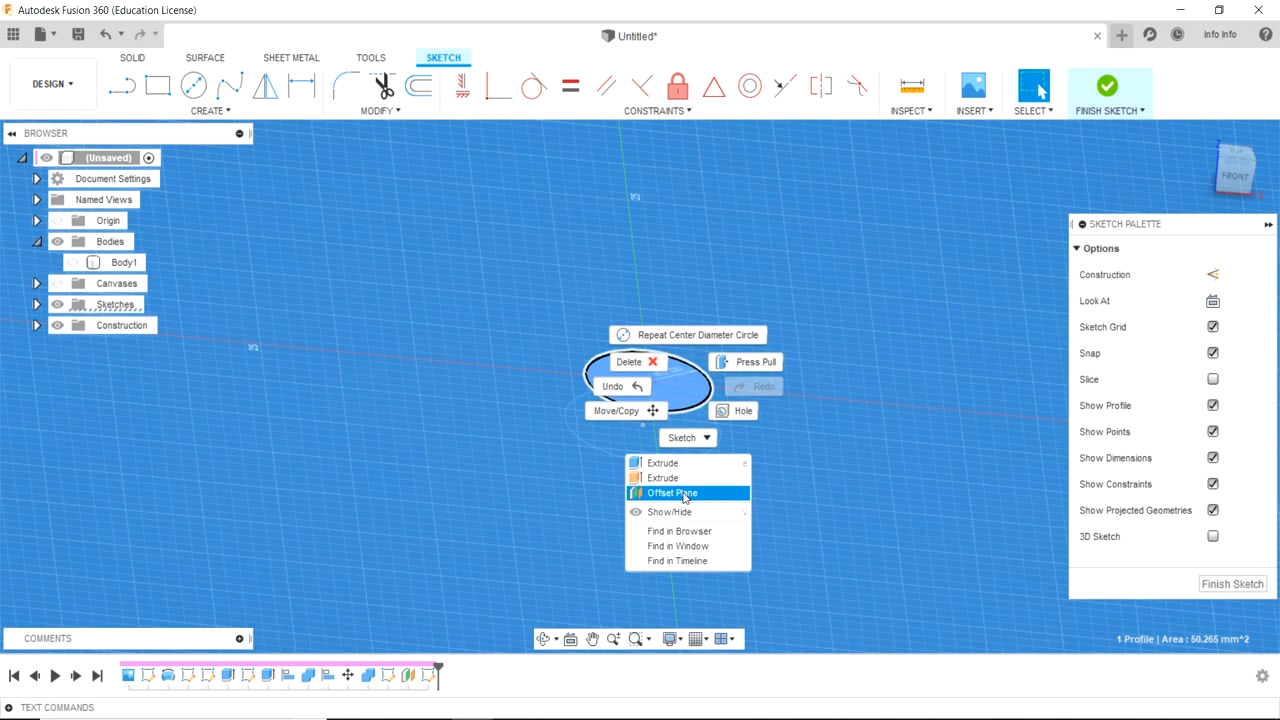 Autodesk Fusion 360 (Education License)
Untitled*
Info Info
SOLID SURFACE SHEET METAL TOOLS SKETCH
DESIGN ▾
CREATE ▾ MODIFY ▾ CONSTRAINTS ▾ INSPECT ▾ INSERT ▾ SELECT ▾ FINISH SKETCH ▾
BROWSER
(Unsaved)
Document Settings
Named Views
Origin
Bodies
Body1
Canvases
Sketches
Construction
FRONT
SKETCH PALETTE
Options
Construction
Look At
Sketch Grid
Snap
Slice
Show Profile
Show Points
Show Dimensions
Show Constraints
Show Projected Geometries
3D Sketch
Finish Sketch
Repeat Center Diameter Circle
Delete Press Pull
Undo Redo
Move/Copy Hole
Sketch ▼
Extrude e
Extrude
Offset Plane
Show/Hide v
Find in Browser
Find in Window
Find in Timeline
COMMENTS
1 Profile | Area : 50.265 mm^2
TEXT COMMANDS